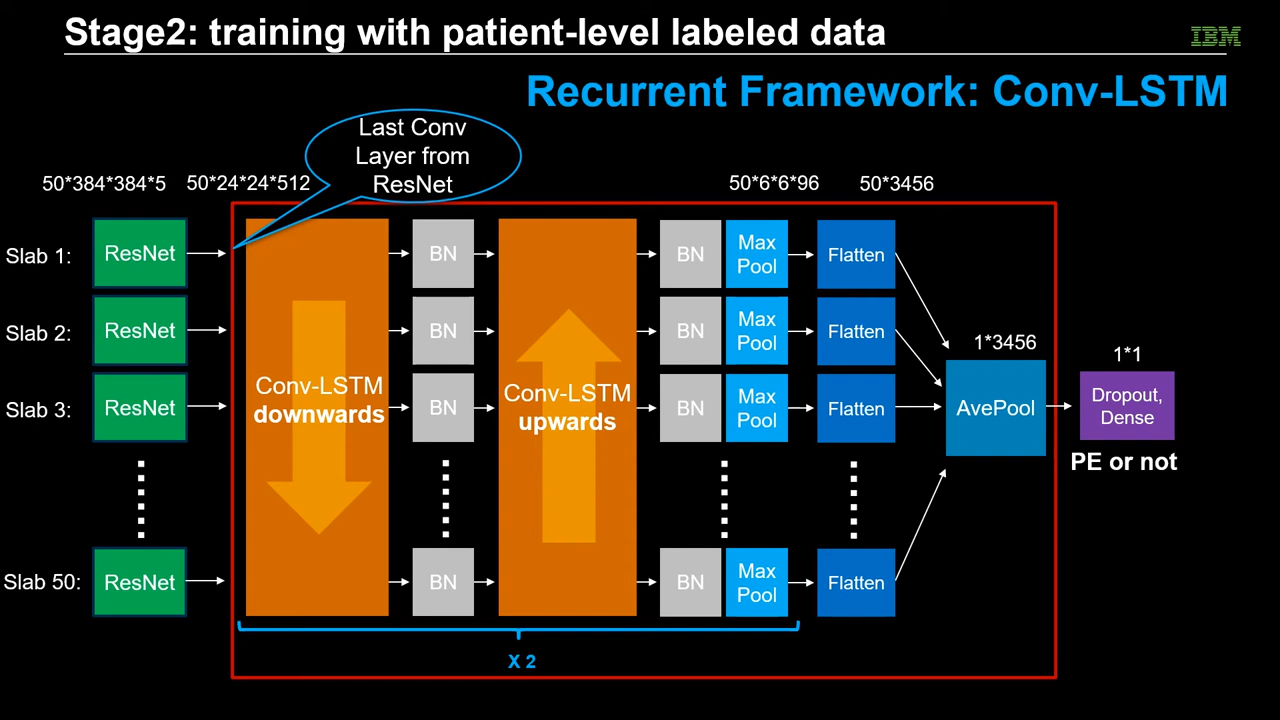 Stage2: training with patient-level labeled data
IBM
Recurrent Framework: Conv-LSTM
Last Conv
Layer from
ResNet
50*384*384*5
50*24*24*512
50*6*6*96
50*3456
Slab 1:
ResNet
BN
BN
Max
Pool
Flatten
Slab 2:
ResNet
BN
BN
Max
Pool
Flatten
Slab 3:
ResNet
BN
BN
Max
Pool
Flatten
Conv-LSTM
downwards
Conv-LSTM
upwards
1*3456
AvePool
1*1
Dropout,
Dense
PE or not
Slab 50:
ResNet
BN
BN
Max
Pool
Flatten
X 2